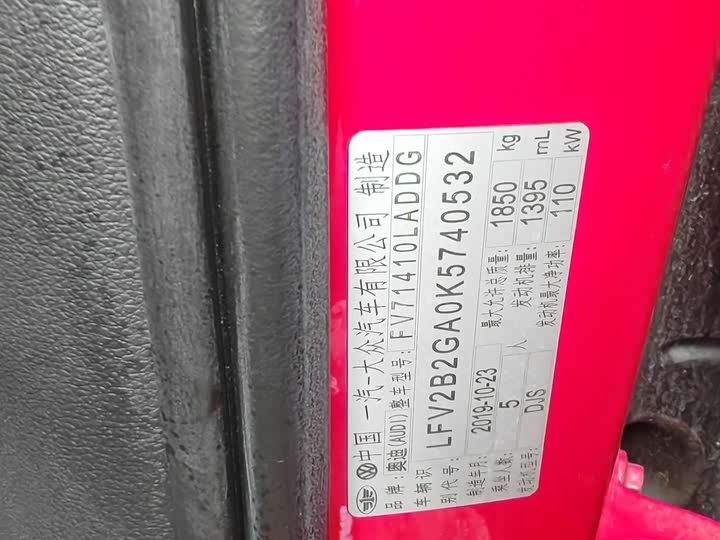 中国 一汽-大众汽车有限公司 制造
品牌:奥迪(AUDI) 整车型号:FV71410LADDG
车辆识别代号:LFV2B2GA0K5740532
制造年月:2019-10-23 最大允许总质量:1850 kg
乘坐人数:5 人 发动机排量:1395 mL
发动机型号:DJS 发动机最大净功率:110 kW